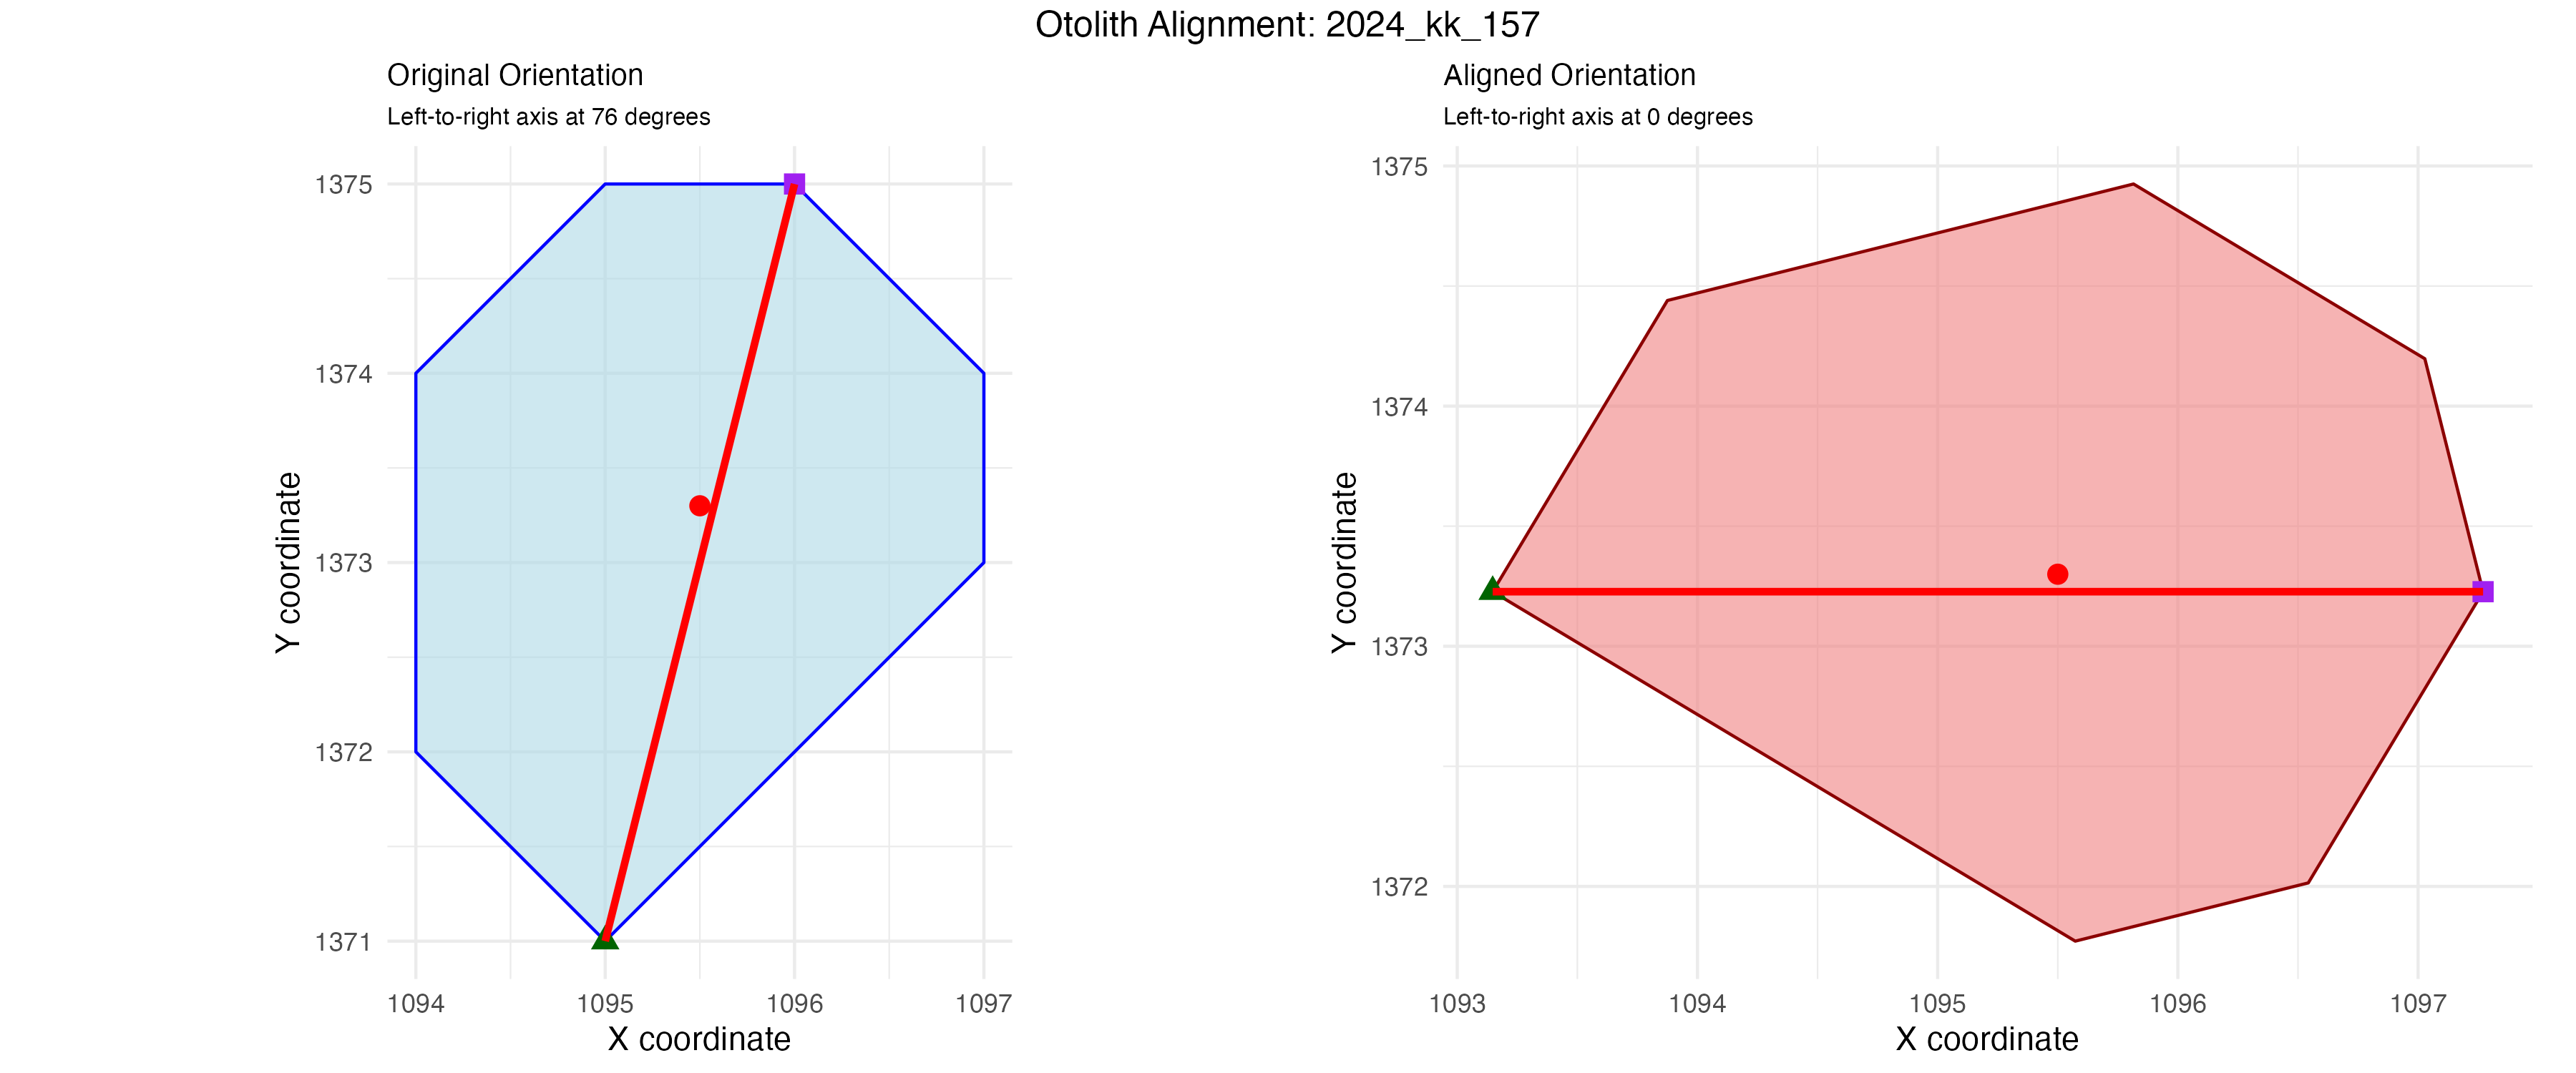 Otolith Alignment: 2024_kk_157
Original Orientation
Left-to-right axis at 76 degrees
1375
1374
1373
1372
1371
Y coordinate
1094 1095 1096 1097
X coordinate
Aligned Orientation
Left-to-right axis at 0 degrees
1375
1374
1373
1372
Y coordinate
1093 1094 1095 1096 1097
X coordinate